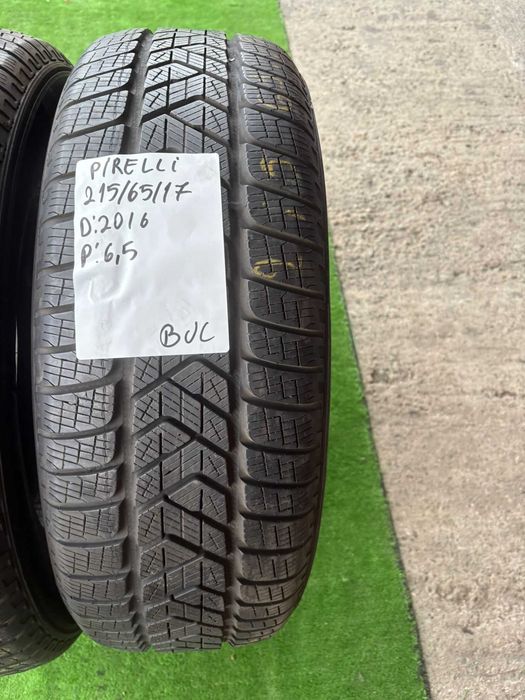 PIRELLi
215/65/17
D:2016
P:6,5
BUC